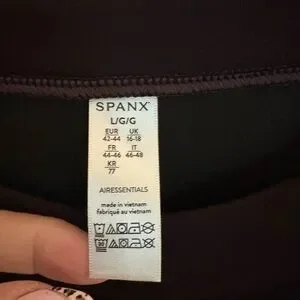 SPANX
L/G/G
EUR UK
42-44 16-18
FR IT
44-46 46-48
KR
77
AIRESSENTIALS
made in vietnam
fabriqué au vietnam